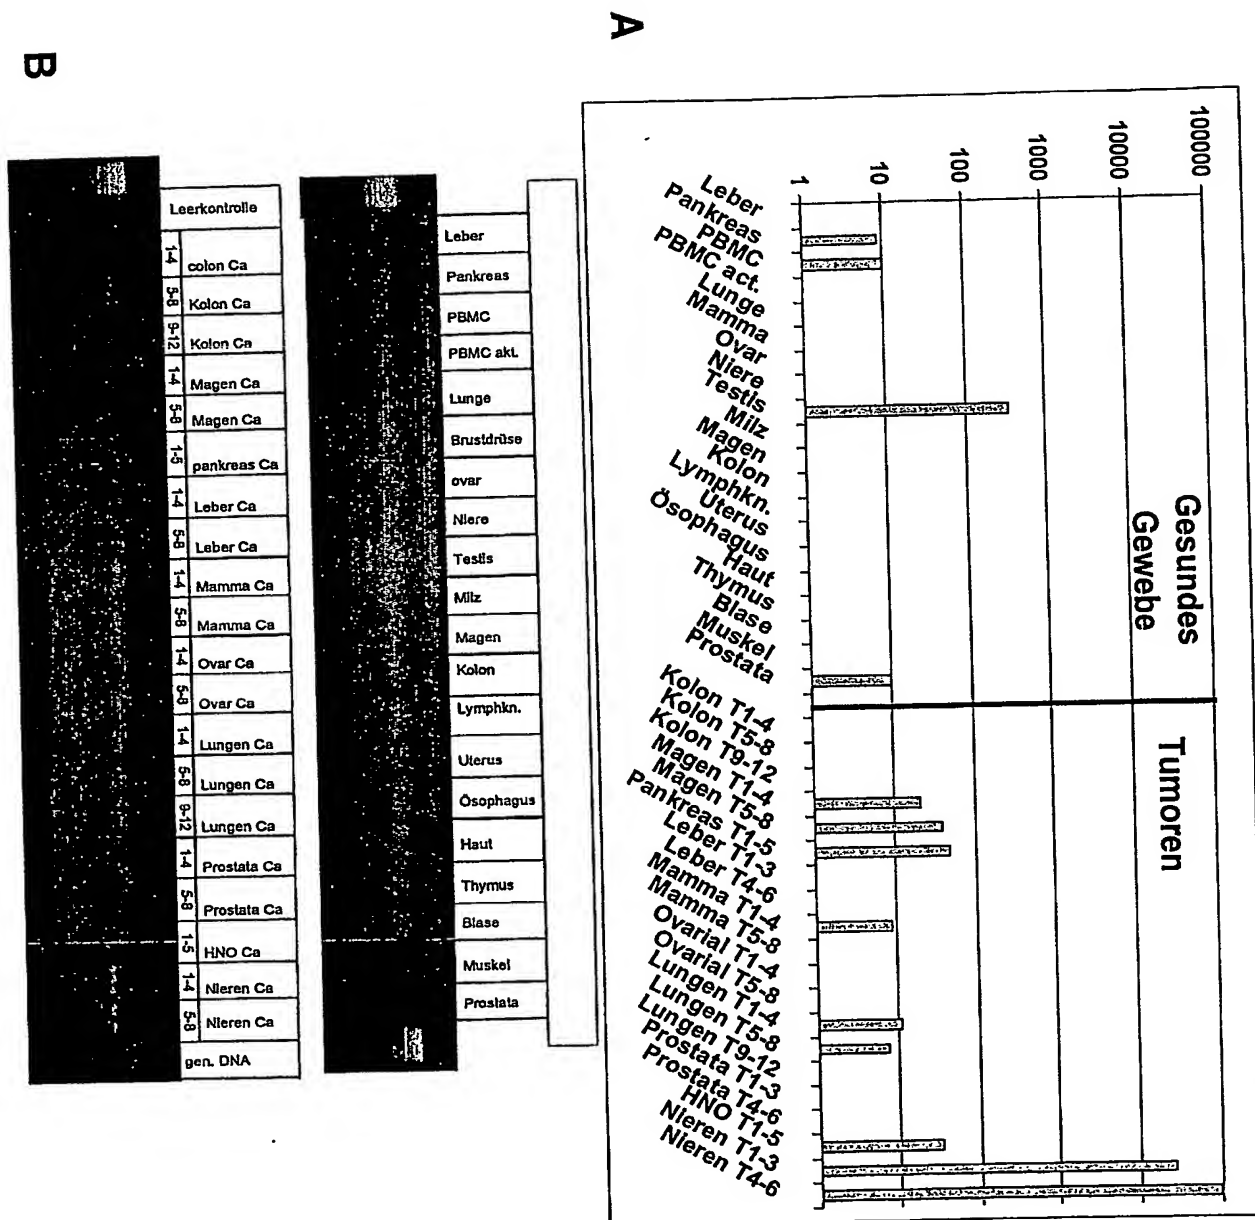 A
100000
10000
1000
100
10
1
Gesundes
Gewebe
Tumoren
Leber
Pankreas
PBMC
PBMC act.
Lunge
Mamma
Ovar
Niere
Testis
Milz
Magen
Kolon
Lymphkn.
Uterus
Ösophagus
Haut
Thymus
Blase
Muskel
Prostata
Kolon T1-4
Kolon T5-8
Kolon T9-12
Magen T1-4
Magen T5-8
Pankreas T1-5
Leber T1-3
Leber T4-6
Mamma T1-4
Mamma T5-8
Ovarial T1-4
Ovarial T5-8
Lungen T1-4
Lungen T5-8
Lungen T9-12
Prostata T1-3
Prostata T4-6
HNO T1-5
Nieren T1-3
Nieren T4-6
B
Leber
Pankreas
PBMC
PBMC akt.
Lunge
Brustdrüse
ovar
Niere
Testis
Milz
Magen
Kolon
Lymphkn.
Uterus
Ösophagus
Haut
Thymus
Blase
Muskel
Prostata
Leerkontrolle
1-4 colon Ca
5-8 Kolon Ca
9-12 Kolon Ca
1-4 Magen Ca
5-8 Magen Ca
1-5 pankreas Ca
1-4 Leber Ca
5-8 Leber Ca
1-4 Mamma Ca
5-8 Mamma Ca
1-4 Ovar Ca
5-8 Ovar Ca
1-4 Lungen Ca
5-8 Lungen Ca
9-12 Lungen Ca
1-4 Prostata Ca
5-8 Prostata Ca
1-5 HNO Ca
1-4 Nieren Ca
5-8 Nieren Ca
gen. DNA